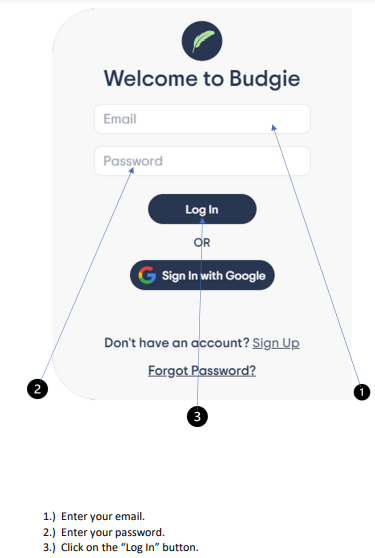 Welcome to Budgie
Email
Password
Log In
OR
Sign In with Google
Don't have an account? Sign Up
Forgot Password?
2
1
3
1.) Enter your email.
2.) Enter your password.
3.) Click on the “Log In” button.